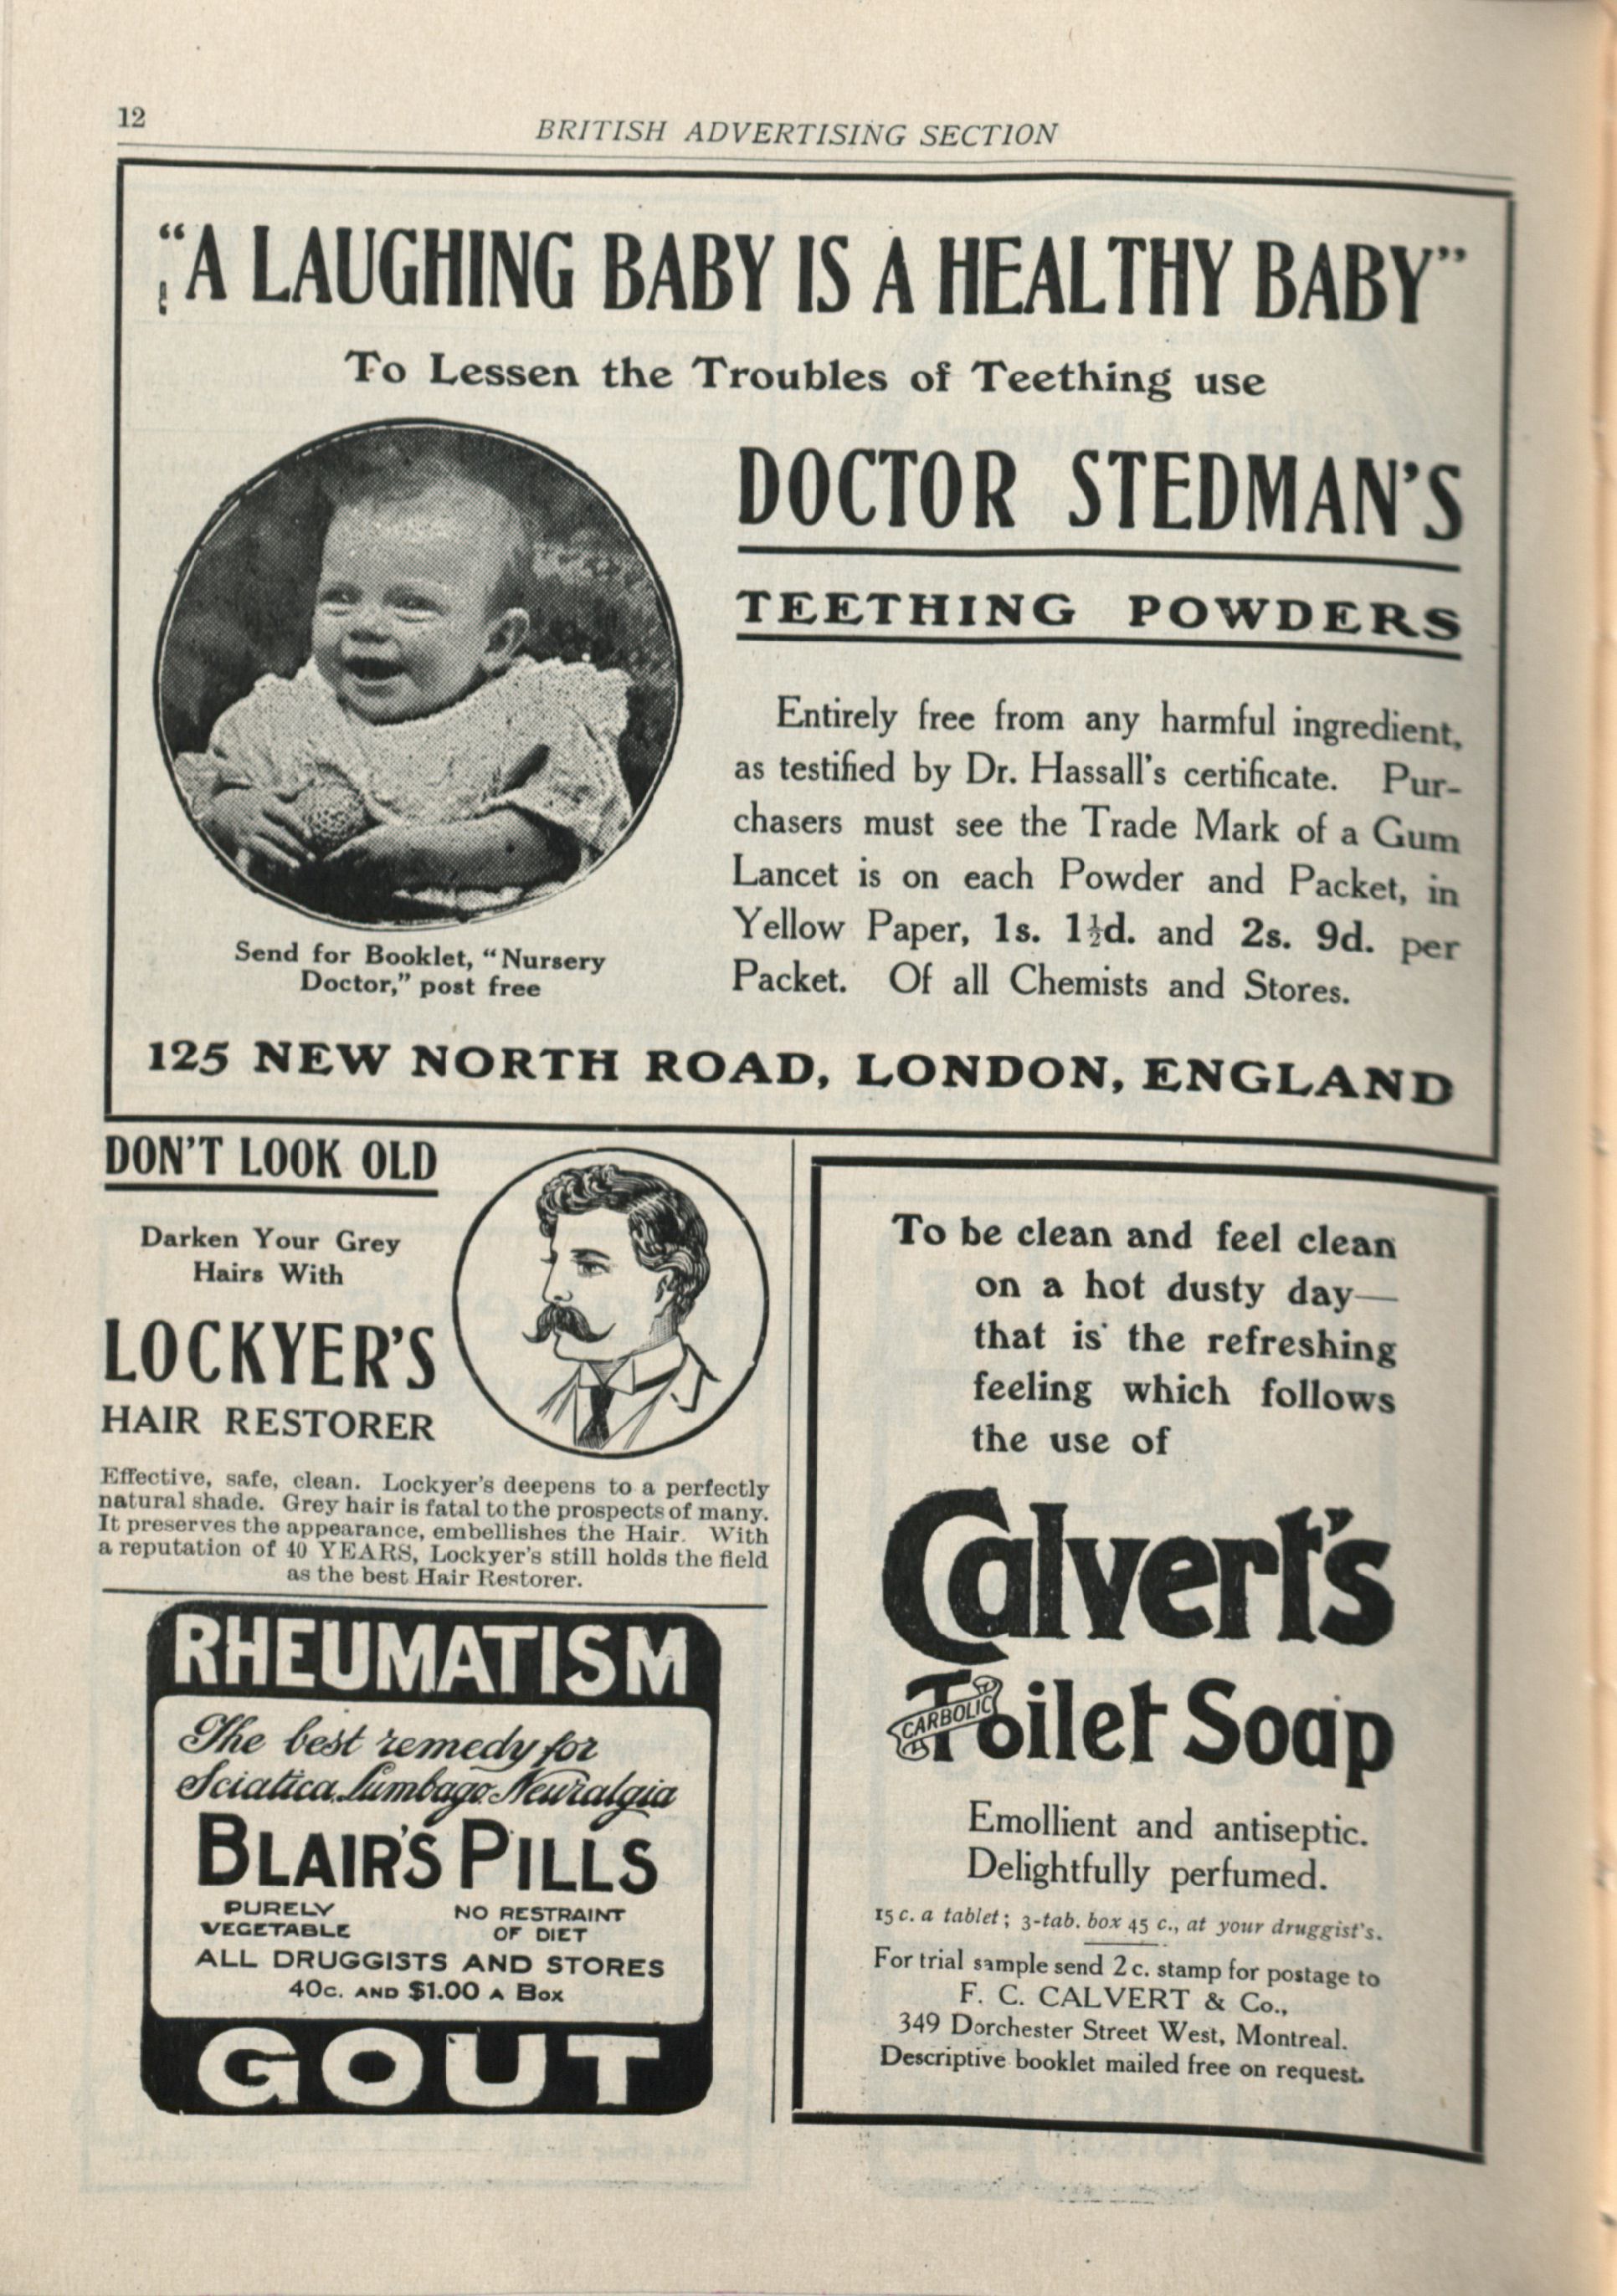 12
BRITISH ADVERTISING SECTION
"A LAUGHING BABY IS A HEALTHY BABY"
To Lessen the Troubles of Teething use
DOCTOR STEDMAN'S
TEETHING POWDERS
Entirely free from any harmful ingredient,
as testified by Dr. Hassall's certificate. Pur-
chasers must see the Trade Mark of a Gum
Lancet is on each Powder and Packet, in
Yellow Paper, 1s. 1½d. and 2s. 9d. per
Packet. Of all Chemists and Stores.
Send for Booklet, "Nursery
Doctor," post free
125 NEW NORTH ROAD, LONDON, ENGLAND
DON'T LOOK OLD
Darken Your Grey
Hairs With
LOCKYER'S
HAIR RESTORER
Effective, safe, clean. Lockyer's deepens to a perfectly
natural shade. Grey hair is fatal to the prospects of many.
It preserves the appearance, embellishes the Hair. With
a reputation of 40 YEARS, Lockyer's still holds the field
as the best Hair Restorer.
RHEUMATISM
The best remedy for
Sciatica, Lumbago, Neuralgia
BLAIR'S PILLS
PURELY VEGETABLE
NO RESTRAINT OF DIET
ALL DRUGGISTS AND STORES
40c. AND $1.00 A Box
GOUT
To be clean and feel clean
on a hot dusty day—
that is the refreshing
feeling which follows
the use of
Calvert's
CARBOLIC
Toilet Soap
Emollient and antiseptic.
Delightfully perfumed.
15 c. a tablet; 3-tab. box 45 c., at your druggist's.
For trial sample send 2 c. stamp for postage to
F. C. CALVERT & Co.,
349 Dorchester Street West, Montreal.
Descriptive booklet mailed free on request.